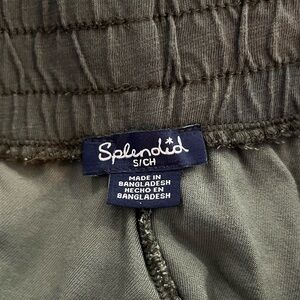 Splendid
S/CH
MADE IN
BANGLADESH
HECHO EN
BANGLADESH